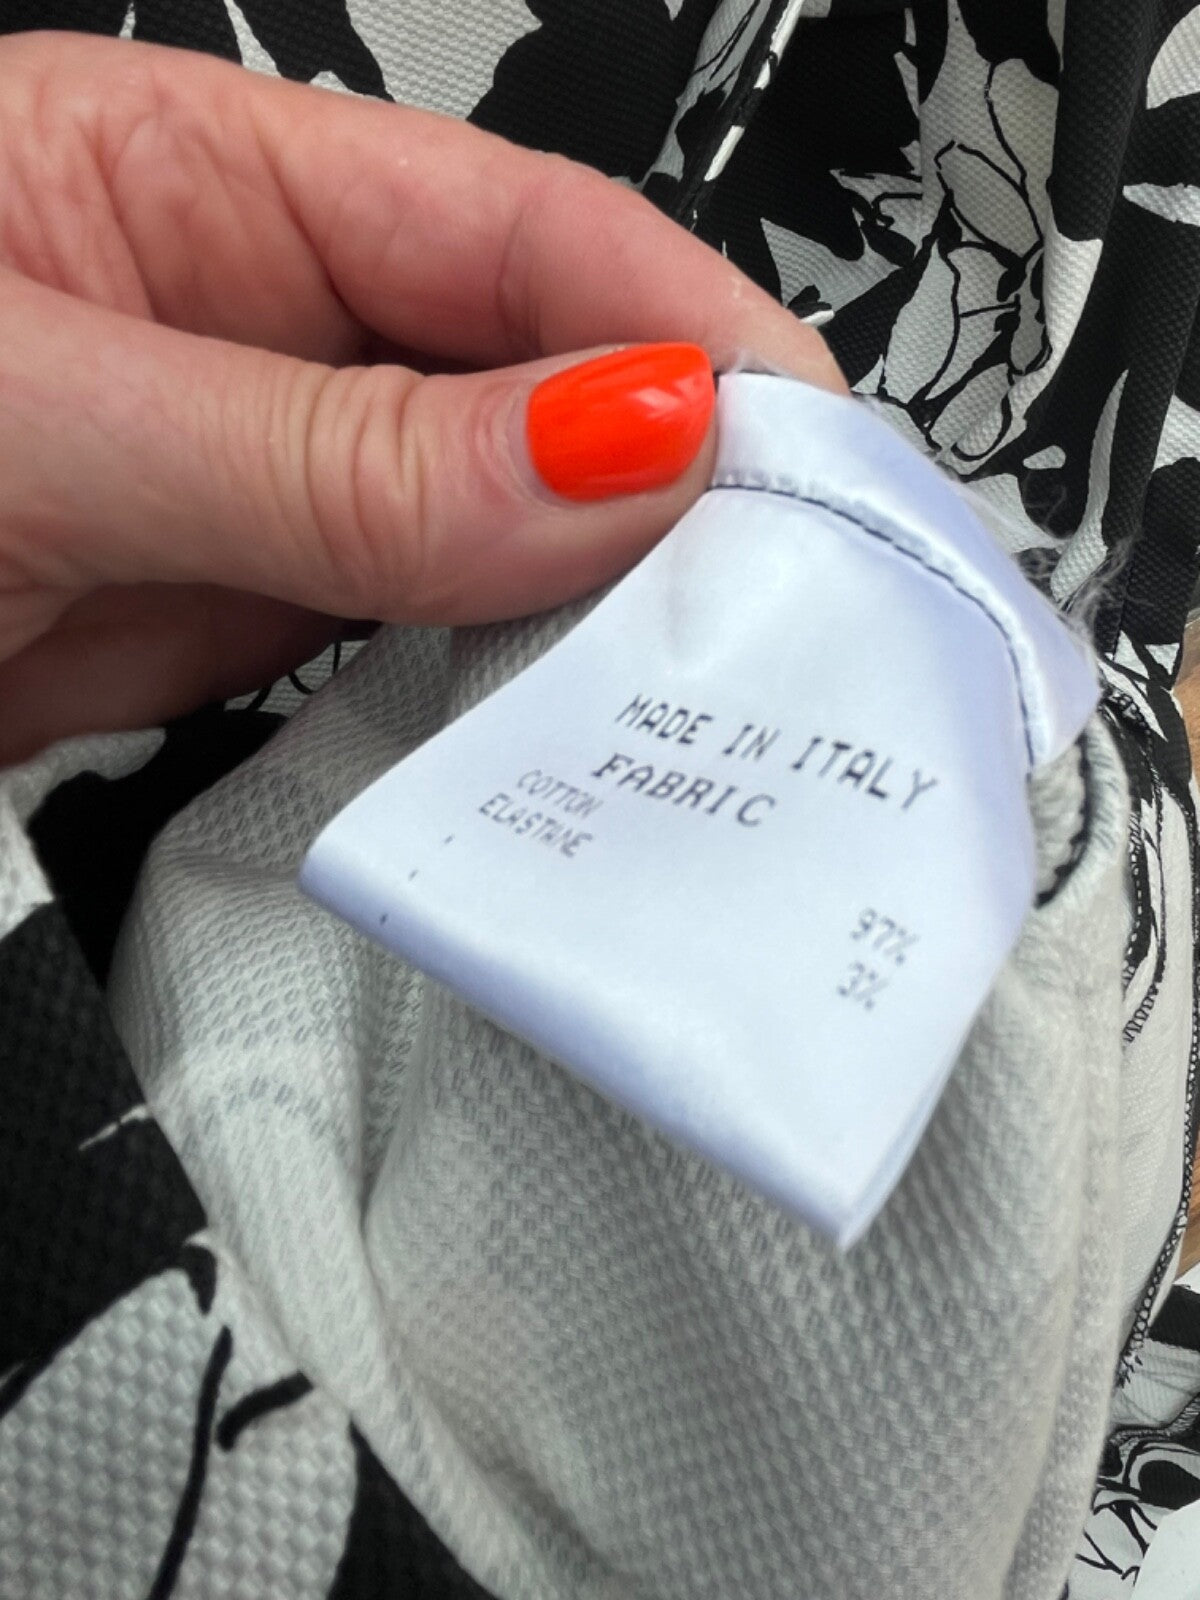 MADE IN ITALY
FABRIC
COTTON 97%
ELASTANE 3%